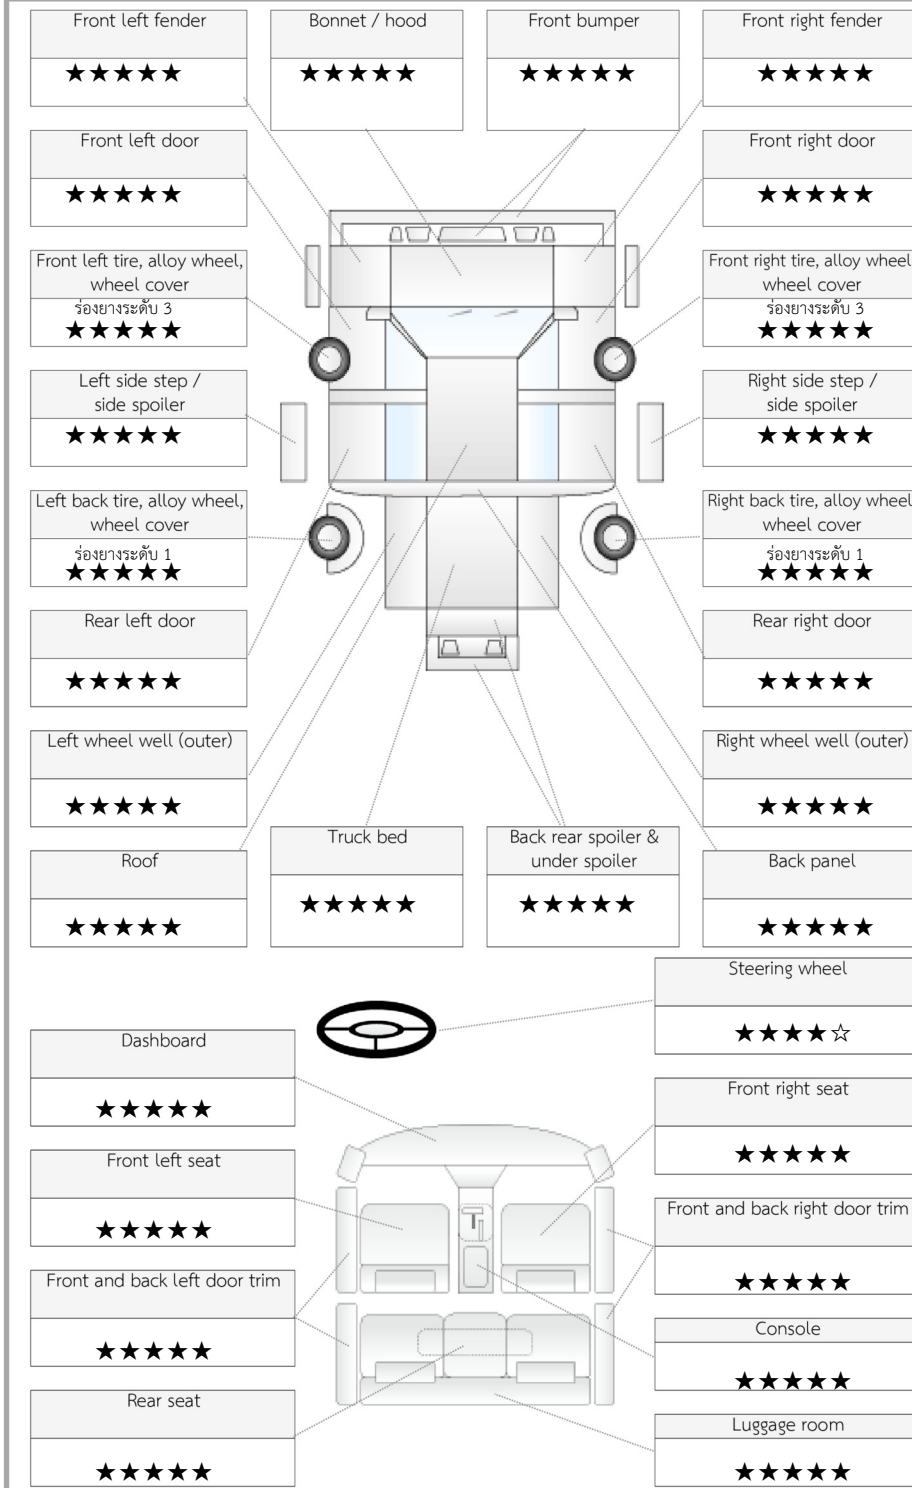 Front left fender
★★★★★
Bonnet / hood
★★★★★
Front bumper
★★★★★
Front right fender
★★★★★
Front left door
★★★★★
Front right door
★★★★★
Front left tire, alloy wheel,
wheel cover
ร่องยางระดับ 3
★★★★★
Front right tire, alloy wheel
wheel cover
ร่องยางระดับ 3
★★★★★
Left side step /
side spoiler
★★★★★
Right side step /
side spoiler
★★★★★
Left back tire, alloy wheel,
wheel cover
ร่องยางระดับ 1
★★★★★
Right back tire, alloy wheel
wheel cover
ร่องยางระดับ 1
★★★★★
Rear left door
★★★★★
Rear right door
★★★★★
Left wheel well (outer)
★★★★★
Right wheel well (outer)
★★★★★
Roof
★★★★★
Truck bed
★★★★★
Back rear spoiler &
under spoiler
★★★★★
Back panel
★★★★★
Steering wheel
★★★★☆
Dashboard
★★★★★
Front right seat
★★★★★
Front left seat
★★★★★
Front and back right door trim
★★★★★
Front and back left door trim
★★★★★
Console
★★★★★
Rear seat
★★★★★
Luggage room
★★★★★